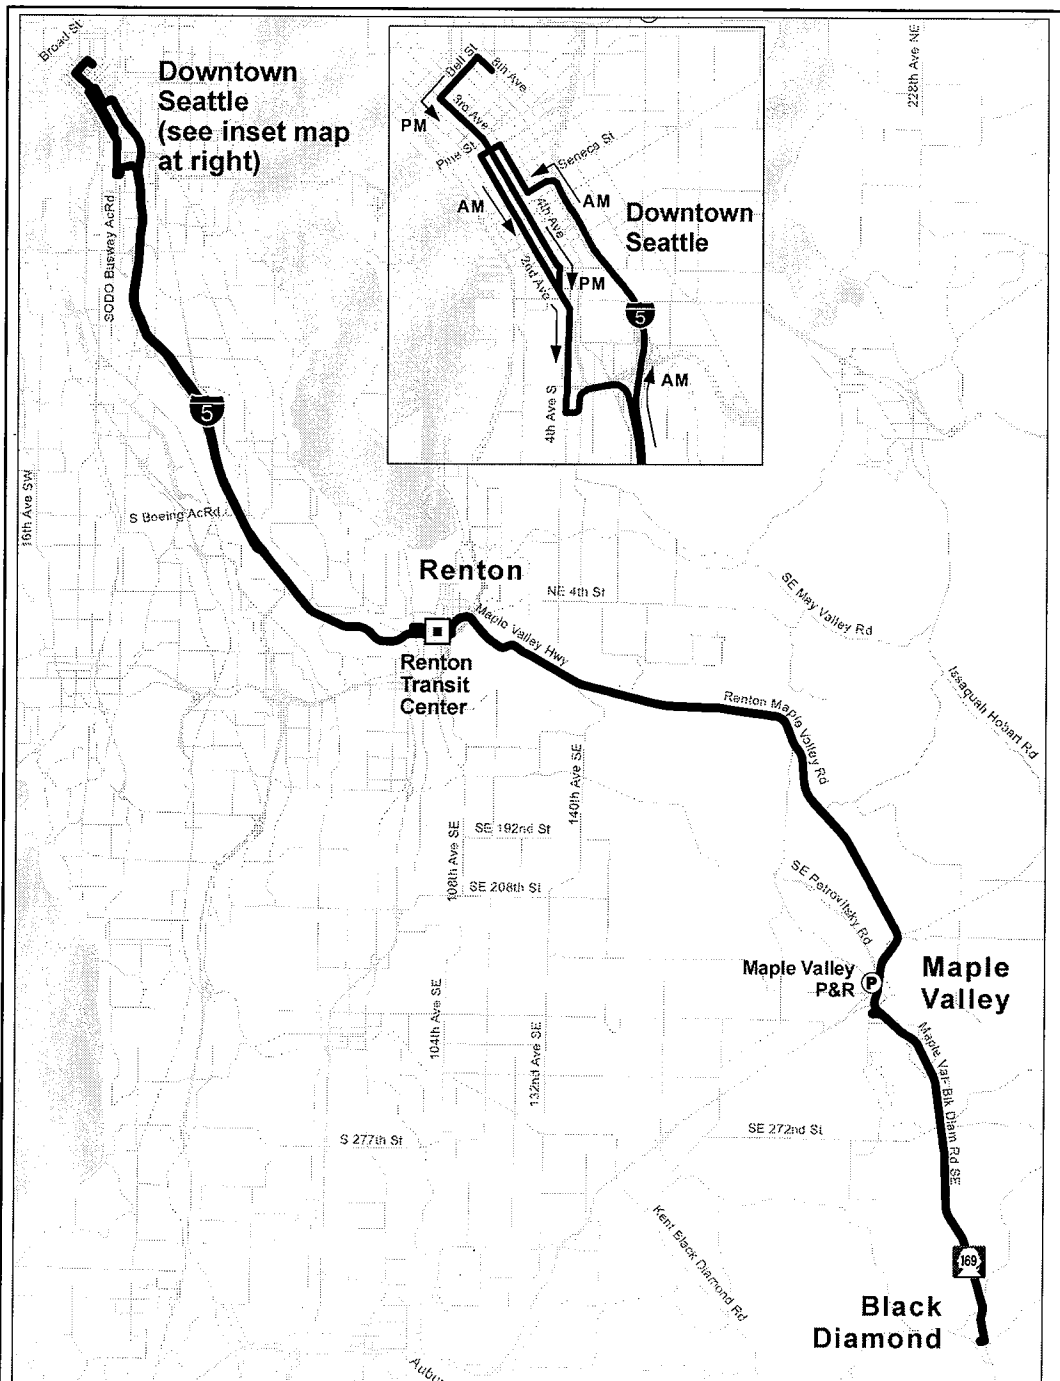 Broad St
Downtown
Seattle
(see inset map
at right)
SODO Busway AcRd
5
16th Ave SW
S Boeing AcRd
Bell St
8th Ave
3rd Ave
PM
Pine St
Seneca St
AM
AM
4th Ave
Downtown
Seattle
2nd Ave
PM
5
4th Ave S
AM
228th Ave NE
Renton
NE 4th St
Maple Valley Hwy
SE May Valley Rd
Issaquah Hobart Rd
Renton
Transit
Center
Renton Maple Valley Rd
140th Ave SE
SE 192nd St
108th Ave SE
SE 208th St
SE Petrovitsky Rd
Maple Valley
P&R
P
Maple
Valley
104th Ave SE
132nd Ave SE
Maple Val- Blk Diam Rd SE
S 277th St
SE 272nd St
Kent Black Diamond Rd
169
Black
Diamond
Aubu